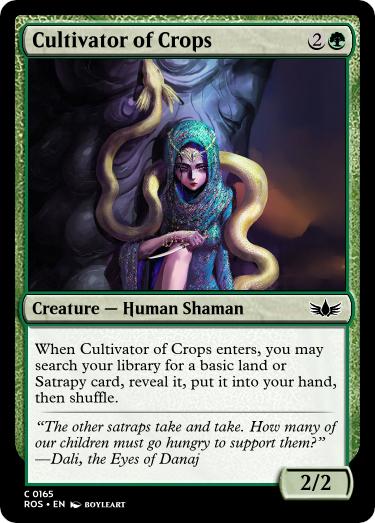 Cultivator of Crops 2
Creature — Human Shaman
When Cultivator of Crops enters, you may
search your library for a basic land or
Satrapy card, reveal it, put it into your hand,
then shuffle.
"The other satraps take and take. How many of
our children must go hungry to support them?"
—Dali, the Eyes of Danaj
2/2
C 0165
ROS • EN BOYLEART